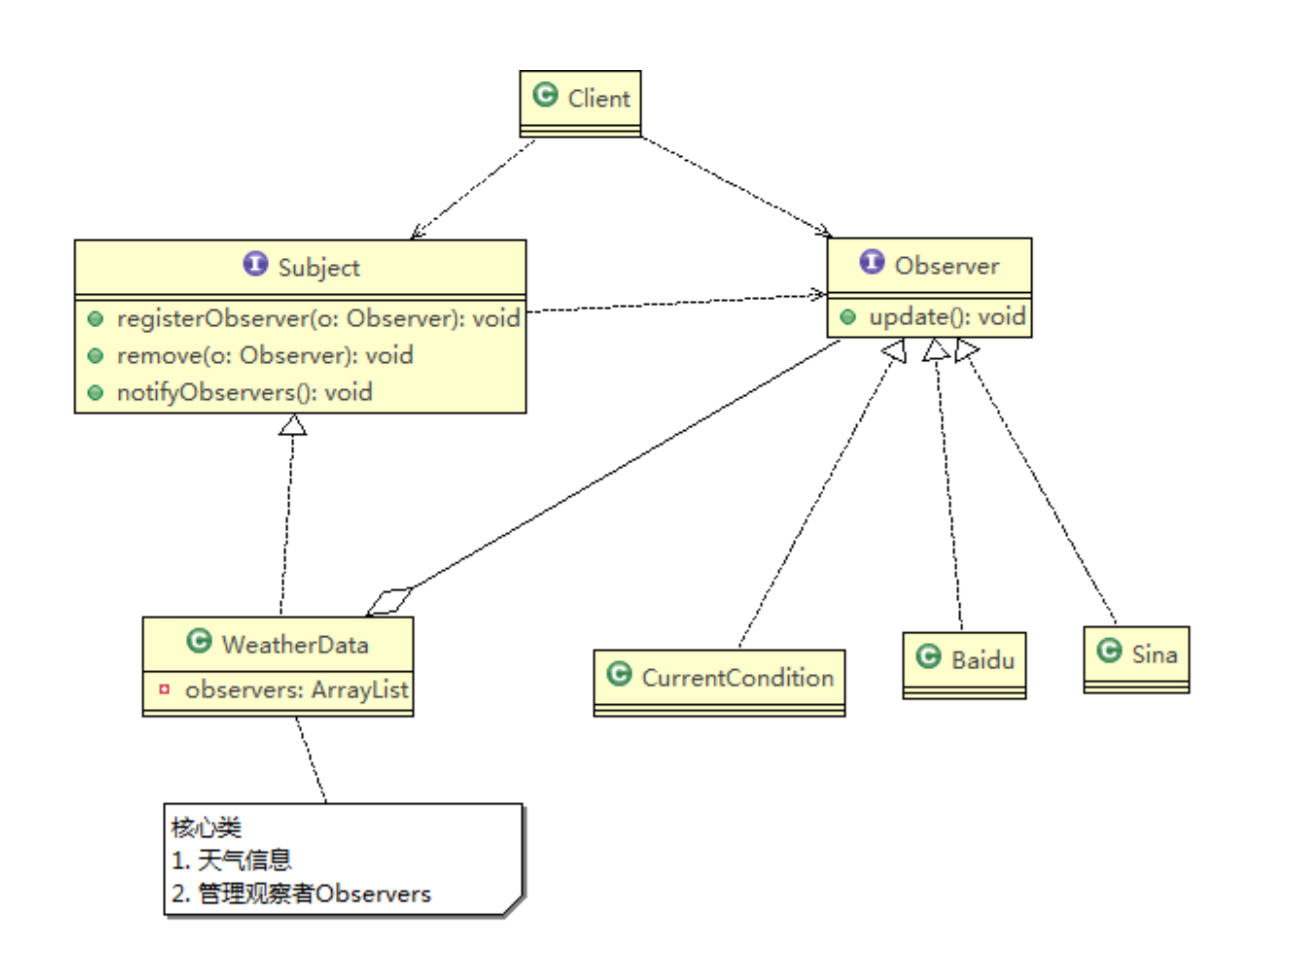 C Client
I Subject
registerObserver(o: Observer): void
remove(o: Observer): void
notifyObservers(): void
I Observer
update(): void
C WeatherData
observers: ArrayList
C CurrentCondition
C Baidu
C Sina
核心类
1. 天气信息
2. 管理观察者Observers